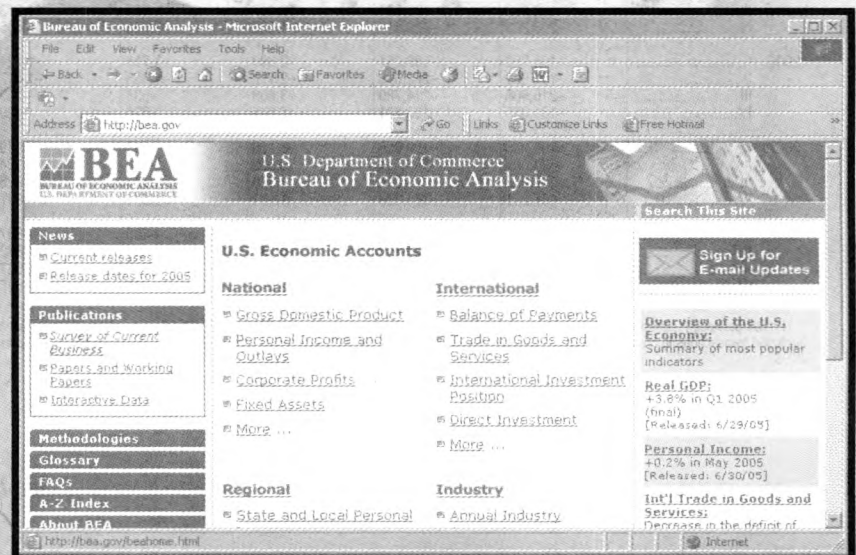 Bureau of Economic Analysis - Microsoft Internet Explorer
File Edit View Favorites Tools Help
Back Search Favorites Media
Address http://bea.gov Go Links Customize Links Free Hotmail
BEA
BUREAU OF ECONOMIC ANALYSIS
U.S. DEPARTMENT OF COMMERCE
U.S. Department of Commerce
Bureau of Economic Analysis
Search This Site
News
Current releases
Release dates for 2005
Publications
Survey of Current
Business
Papers and Working
Papers
Interactive Data
Methodologies
Glossary
FAQs
A-Z Index
About BEA
U.S. Economic Accounts
National
Gross Domestic Product
Personal Income and
Outlays
Corporate Profits
Fixed Assets
More ...
International
Balance of Payments
Trade in Goods and
Services
International Investment
Position
Direct Investment
More ...
Regional
State and Local Personal
Industry
Annual Industry
Sign Up for
E-mail Updates
Overview of the U.S.
Economy:
Summary of most popular
indicators
Real GDP:
+3.8% in Q1 2005
(final)
[Released: 6/29/05]
Personal Income:
+0.2% in May 2005
[Released: 6/30/05]
Int'l Trade in Goods and
Services:
Decrease in the deficit of
http://bea.gov/beahome.html Internet